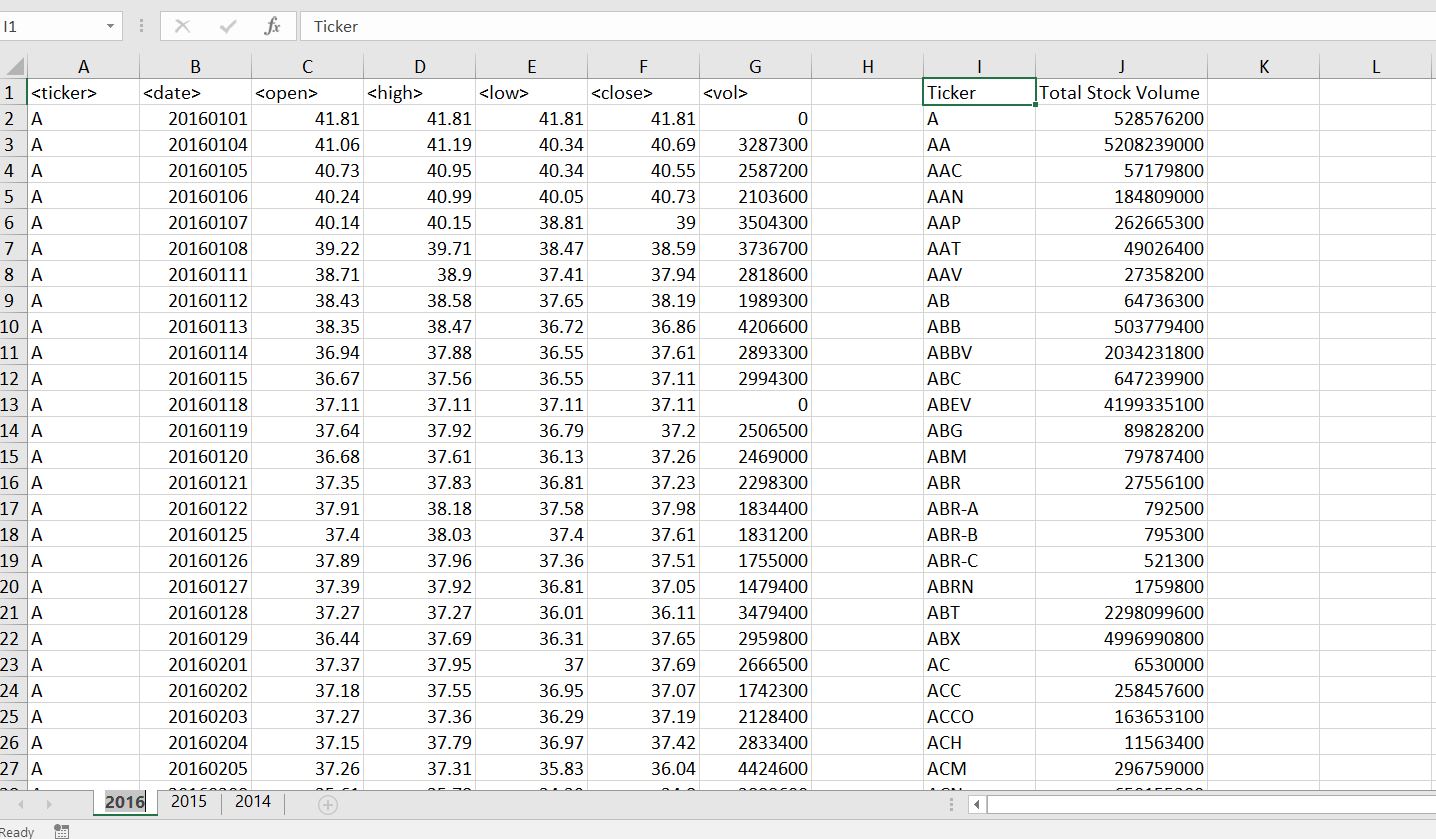 I1 fx Ticker
A B C D E F G H I J K L
1 <ticker> <date> <open> <high> <low> <close> <vol> Ticker Total Stock Volume
2 A 20160101 41.81 41.81 41.81 41.81 0 A 528576200
3 A 20160104 41.06 41.19 40.34 40.69 3287300 AA 5208239000
4 A 20160105 40.73 40.95 40.34 40.55 2587200 AAC 57179800
5 A 20160106 40.24 40.99 40.05 40.73 2103600 AAN 184809000
6 A 20160107 40.14 40.15 38.81 39 3504300 AAP 262665300
7 A 20160108 39.22 39.71 38.47 38.59 3736700 AAT 49026400
8 A 20160111 38.71 38.9 37.41 37.94 2818600 AAV 27358200
9 A 20160112 38.43 38.58 37.65 38.19 1989300 AB 64736300
10 A 20160113 38.35 38.47 36.72 36.86 4206600 ABB 503779400
11 A 20160114 36.94 37.88 36.55 37.61 2893300 ABBV 2034231800
12 A 20160115 36.67 37.56 36.55 37.11 2994300 ABC 647239900
13 A 20160118 37.11 37.11 37.11 37.11 0 ABEV 4199335100
14 A 20160119 37.64 37.92 36.79 37.2 2506500 ABG 89828200
15 A 20160120 36.68 37.61 36.13 37.26 2469000 ABM 79787400
16 A 20160121 37.35 37.83 36.81 37.23 2298300 ABR 27556100
17 A 20160122 37.91 38.18 37.58 37.98 1834400 ABR-A 792500
18 A 20160125 37.4 38.03 37.4 37.61 1831200 ABR-B 795300
19 A 20160126 37.89 37.96 37.36 37.51 1755000 ABR-C 521300
20 A 20160127 37.39 37.92 36.81 37.05 1479400 ABRN 1759800
21 A 20160128 37.27 37.27 36.01 36.11 3479400 ABT 2298099600
22 A 20160129 36.44 37.69 36.31 37.65 2959800 ABX 4996990800
23 A 20160201 37.37 37.95 37 37.69 2666500 AC 6530000
24 A 20160202 37.18 37.55 36.95 37.07 1742300 ACC 258457600
25 A 20160203 37.27 37.36 36.29 37.19 2128400 ACCO 163653100
26 A 20160204 37.15 37.79 36.97 37.42 2833400 ACH 11563400
27 A 20160205 37.26 37.31 35.83 36.04 4424600 ACM 296759000
2016 2015 2014
Ready